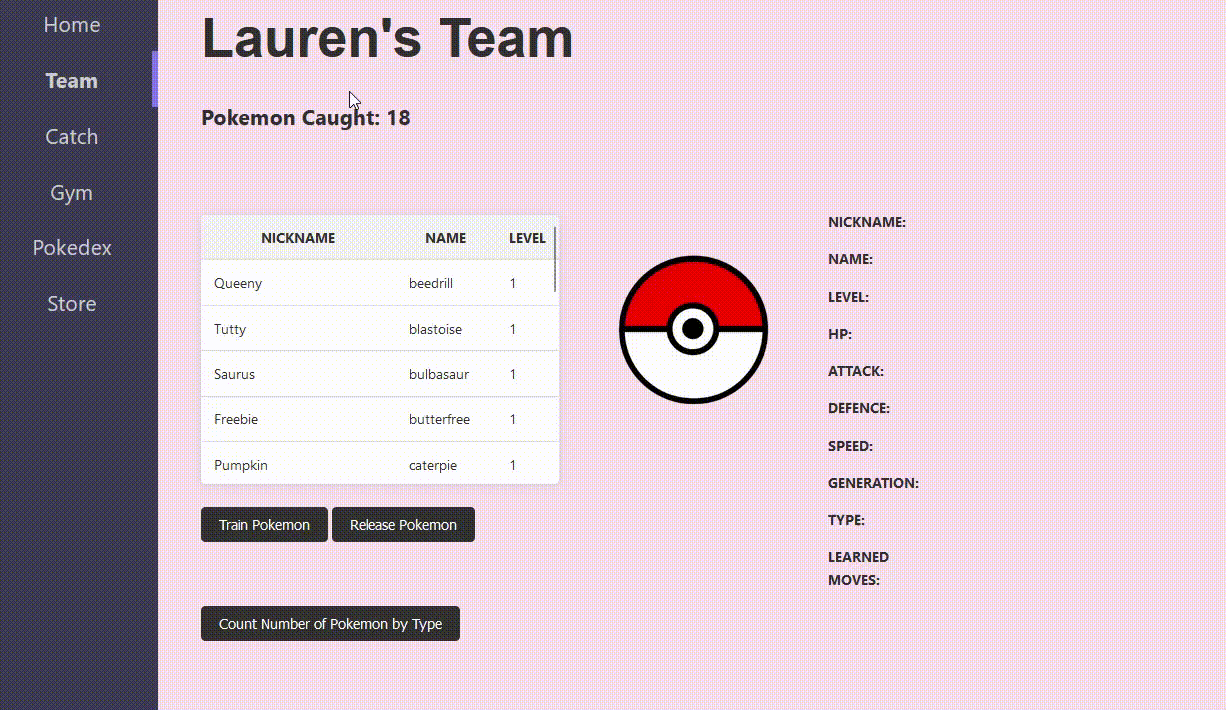 Home
Team
Catch
Gym
Pokedex
Store
Lauren's Team
Pokemon Caught: 18
NICKNAME NAME LEVEL
Queeny beedrill 1
Tutty blastoise 1
Saurus bulbasaur 1
Freebie butterfree 1
Pumpkin caterpie 1
Train Pokemon Release Pokemon
Count Number of Pokemon by Type
NICKNAME:
NAME:
LEVEL:
HP:
ATTACK:
DEFENCE:
SPEED:
GENERATION:
TYPE:
LEARNED
MOVES: